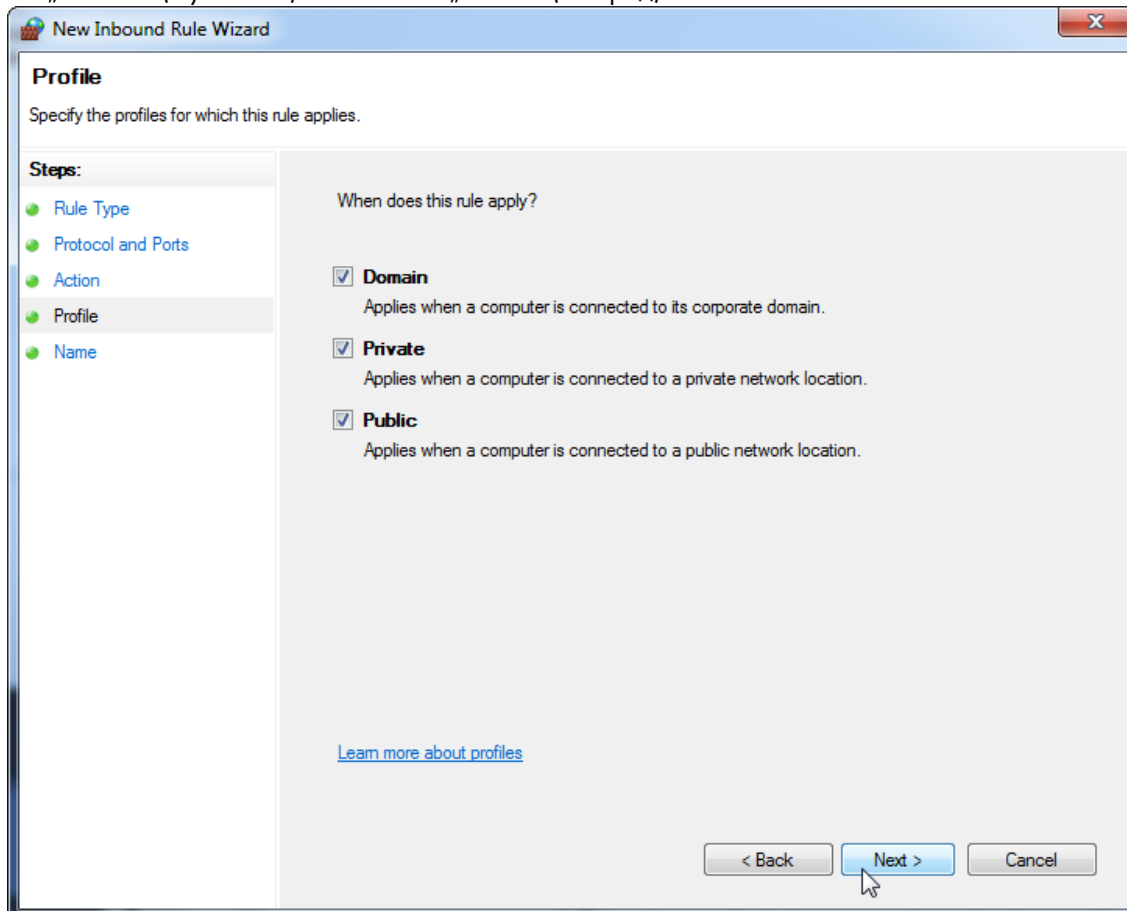 New Inbound Rule Wizard
Profile
Specify the profiles for which this rule applies.
Steps:
Rule Type
Protocol and Ports
Action
Profile
Name
When does this rule apply?
Domain
Applies when a computer is connected to its corporate domain.
Private
Applies when a computer is connected to a private network location.
Public
Applies when a computer is connected to a public network location.
Learn more about profiles
< Back
Next >
Cancel